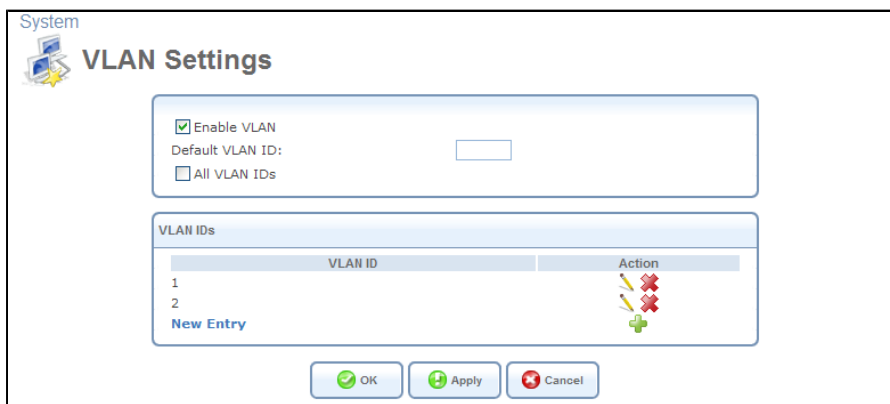 System
VLAN Settings
Enable VLAN
Default VLAN ID:
All VLAN IDs
VLAN IDs
VLAN ID Action
1
2
New Entry
OK Apply Cancel